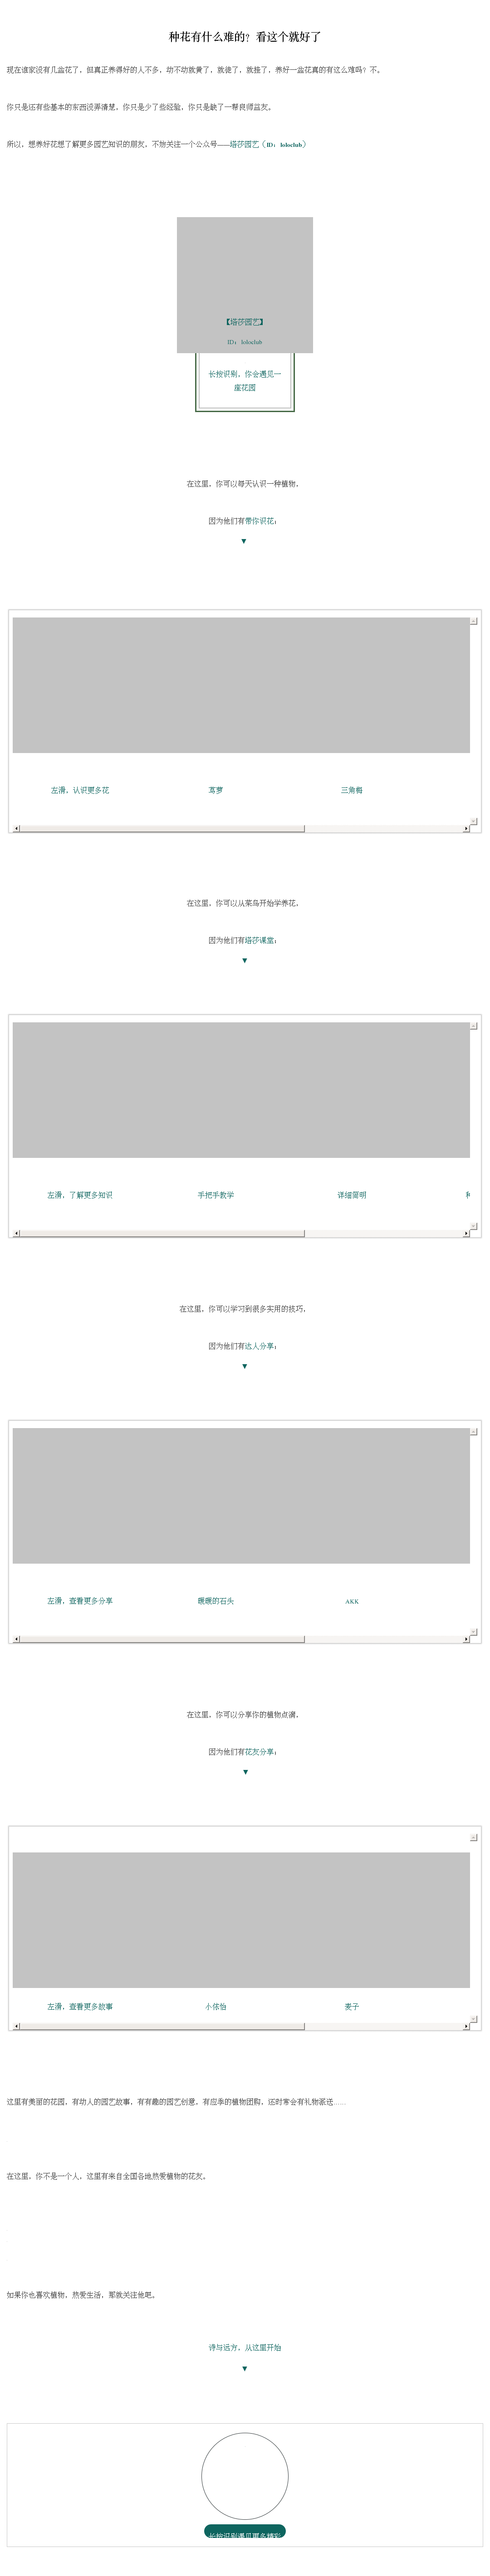 种花有什么难的？看这个就好了
现在谁家没有几盆花了，但真正养得好的人不多，动不动就黄了，就徒了，就挂了，养好一盆花真的有这么难吗？不。
你只是还有些基本的东西没弄清楚，你只是少了些经验，你只是缺了一帮良师益友。
所以，想养好花想了解更多园艺知识的朋友，不妨关注一个公众号——塔莎园艺（ID：loloclub）
【塔莎园艺】
ID：loloclub
长按识别，你会遇见一
座花园
在这里，你可以每天认识一种植物，
因为他们有带你识花：
▼
左滑，认识更多花 茑萝 三角梅
在这里，你可以从菜鸟开始学养花，
因为他们有塔莎课堂：
▼
左滑，了解更多知识 手把手教学 详细简明
在这里，你可以学习到很多实用的技巧，
因为他们有达人分享：
▼
左滑，查看更多分享 暖暖的石头 AKK
在这里，你可以分享你的植物点滴，
因为他们有花友分享：
▼
左滑，查看更多故事 小侬怡 麦子
这里有美丽的花园，有动人的园艺故事，有有趣的园艺创意，有应季的植物团购，还时常会有礼物派送……
在这里，你不是一个人，这里有来自全国各地热爱植物的花友。
如果你也喜欢植物，热爱生活，那就关注他吧。
诗与远方，从这里开始
▼
长按识别遇见更多精彩